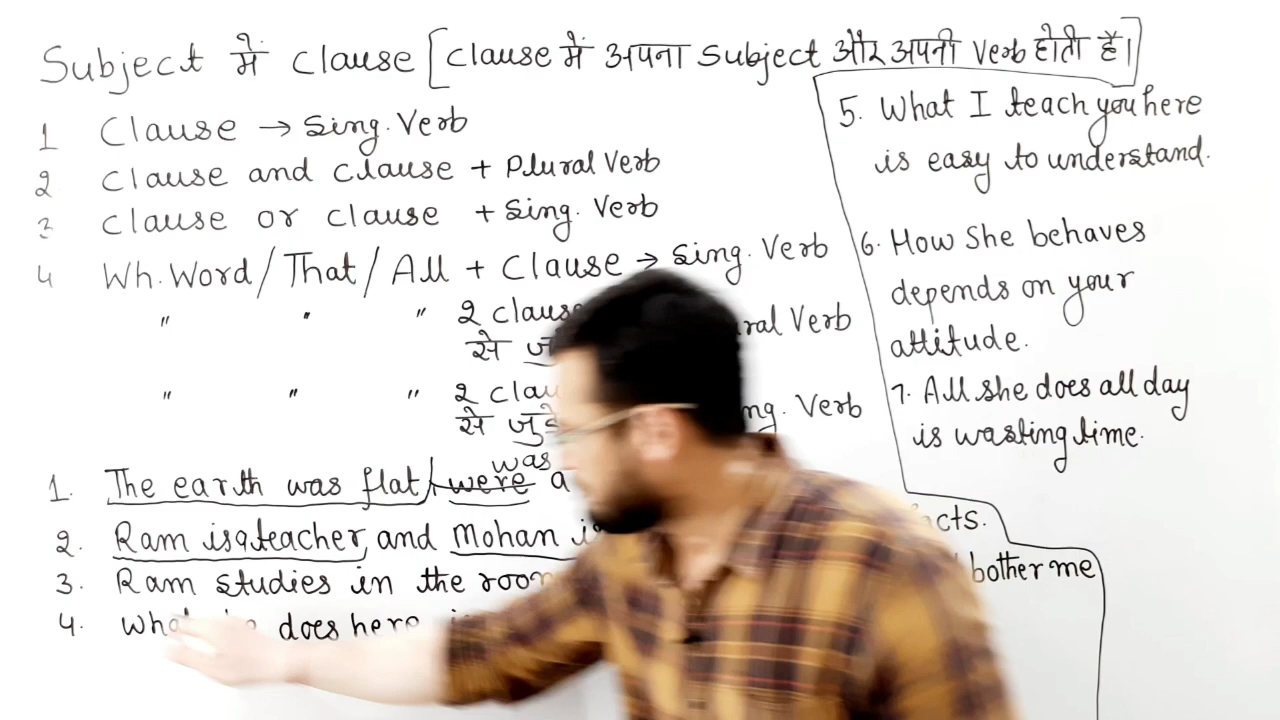 Subject में clause [clause में अपना Subject और अपनी Verb होती है।]
1 Clause → Sing. Verb
2 Clause and clause + Plural Verb
3 Clause or clause + Sing. Verb
4 Wh. Word / That / All + Clause → Sing. Verb
" " " 2 Verb
से
" " " 2 Verb
से
was
1. The earth was flat were a
2. Ram is a teacher, and Mohan
3. Ram studies in the
4. does here
5. What I teach you here
is easy to understand.
6. How She behaves
depends on your
attitude.
7. All she does all day
is wasting time.
bother me